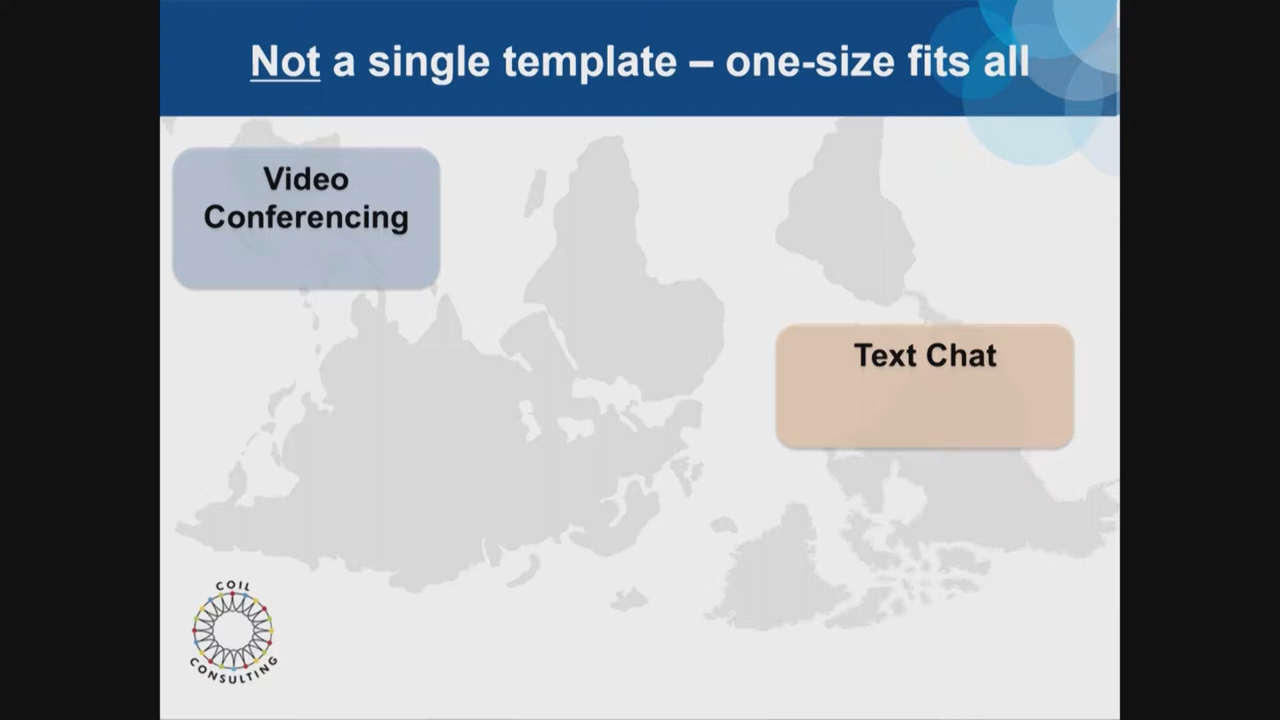 Not a single template – one-size fits all
Video
Conferencing
Text Chat
COIL
CONSULTING